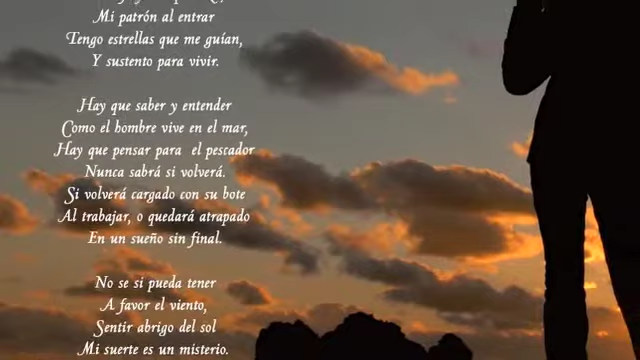 Mi patrón al entrar
Tengo estrellas que me guían,
Y sustento para vivir.
Hay que saber y entender
Como el hombre vive en el mar,
Hay que pensar para el pescador
Nunca sabrá si volverá.
Si volverá cargado con su bote
Al trabajar, o quedará atrapado
En un sueño sin final.
No se si pueda tener
A favor el viento,
Sentir abrigo del sol
Mi suerte es un misterio.